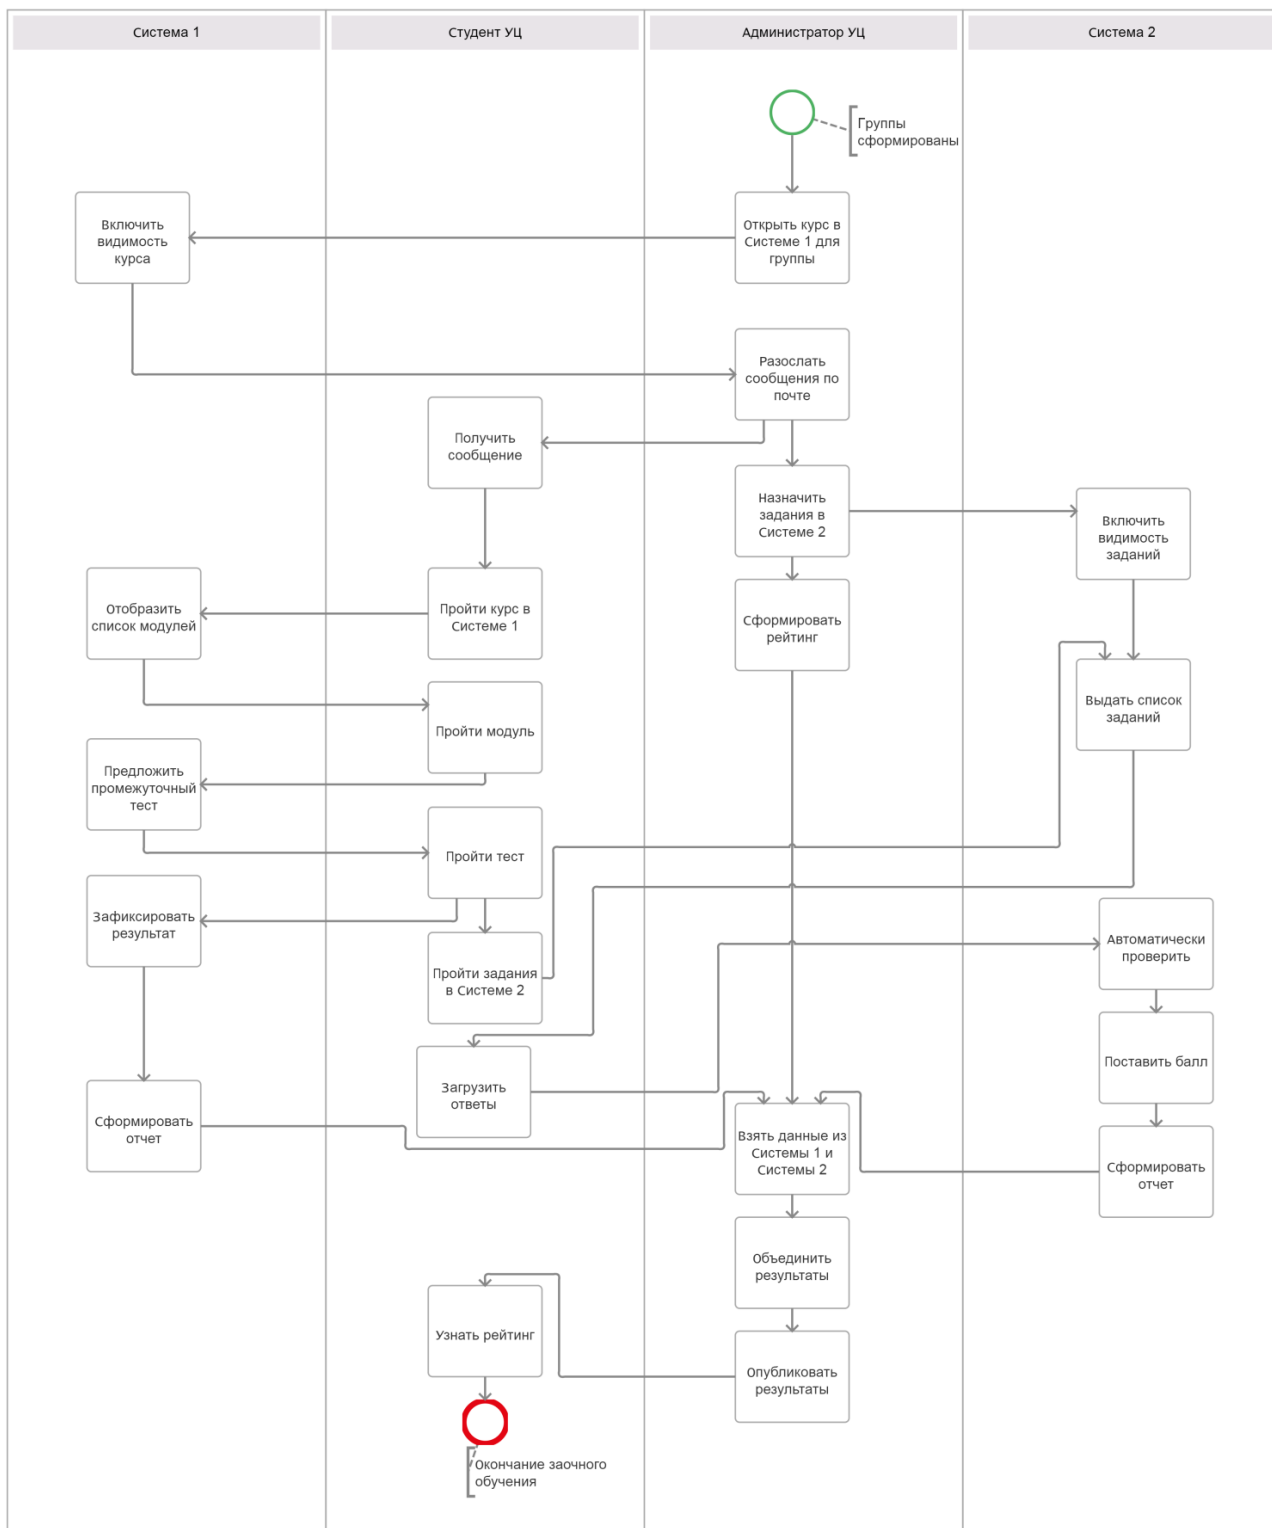 Система 1
Студент УЦ
Администратор УЦ
Система 2
Группы
сформированы
Включить
видимость
курса
Открыть курс в
Системе 1 для
группы
Разослать
сообщения по
почте
Получить
сообщение
Назначить
задания в
Системе 2
Включить
видимость
заданий
Отобразить
список модулей
Пройти курс в
Системе 1
Сформировать
рейтинг
Выдать список
заданий
Пройти модуль
Предложить
промежуточный
тест
Пройти тест
Зафиксировать
результат
Автоматически
проверить
Пройти задания
в Системе 2
Поставить балл
Загрузить
ответы
Сформировать
отчет
Взять данные из
Системы 1 и
Системы 2
Сформировать
отчет
Объединить
результаты
Узнать рейтинг
Опубликовать
результаты
Окончание заочного
обучения